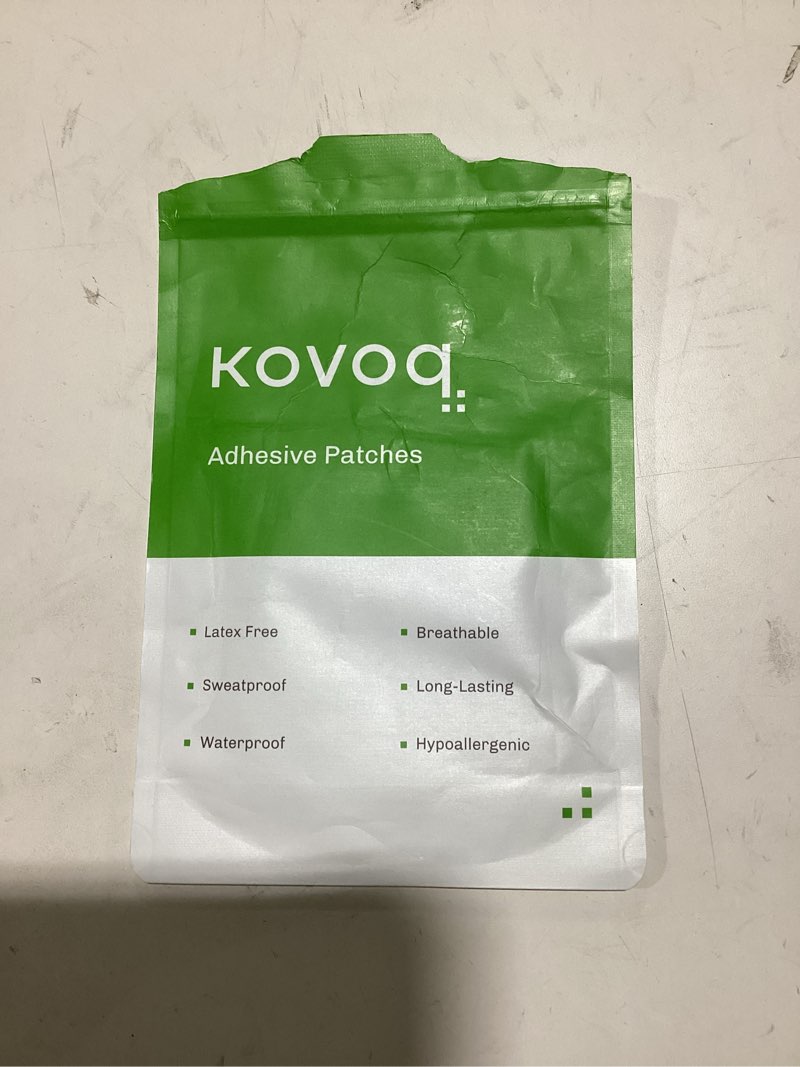 KOVOQ
Adhesive Patches
Latex Free
Breathable
Sweatproof
Long-Lasting
Waterproof
Hypoallergenic